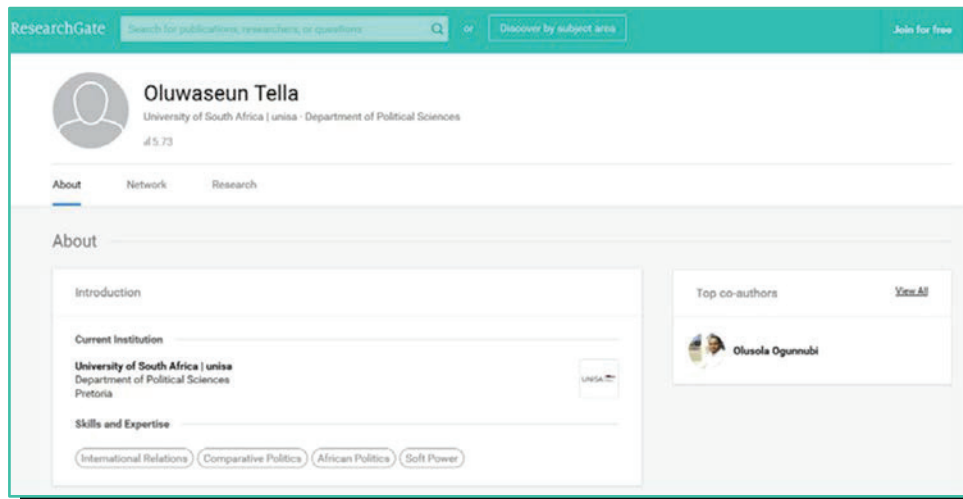 ResearchGate
Search for publications, researchers, or questions
or
Discover by subject area
Join for free
Oluwaseun Tella
University of South Africa | unisa · Department of Political Sciences
5.73
About
Network
Research
About
Introduction
Current Institution
University of South Africa | unisa
Department of Political Sciences
Pretoria
UNISA
Skills and Expertise
International Relations
Comparative Politics
African Politics
Soft Power
Top co-authors
View All
Olusola Ogunnubi